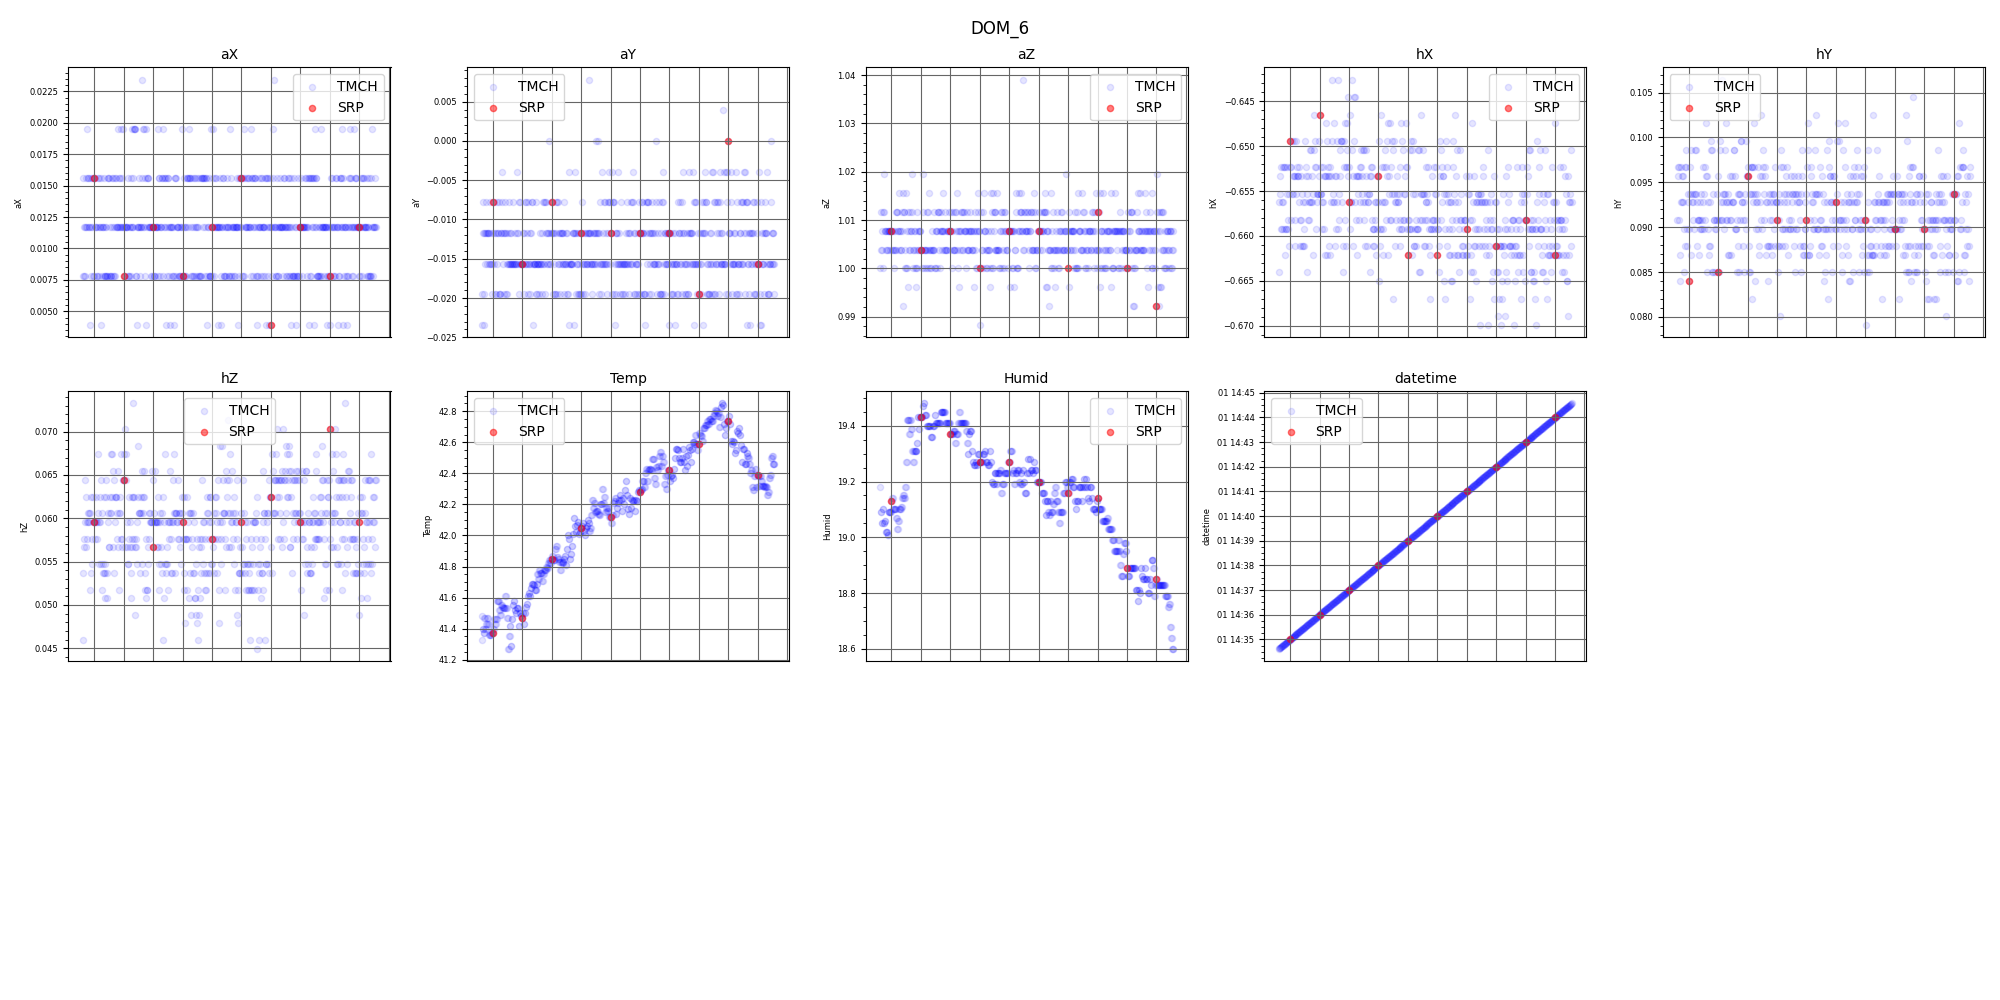 DOM_6
aX
0.0225
0.0200
0.0175
0.0150
0.0125
0.0100
0.0075
0.0050
aX
TMCH
SRP
aY
0.005
0.000
−0.005
−0.010
−0.015
−0.020
−0.025
aY
TMCH
SRP
aZ
1.04
1.03
1.02
1.01
1.00
0.99
aZ
TMCH
SRP
hX
−0.645
−0.650
−0.655
−0.660
−0.665
−0.670
hX
TMCH
SRP
hY
0.105
0.100
0.095
0.090
0.085
0.080
hY
TMCH
SRP
hZ
0.070
0.065
0.060
0.055
0.050
0.045
hZ
TMCH
SRP
Temp
42.8
42.6
42.4
42.2
42.0
41.8
41.6
41.4
41.2
Temp
TMCH
SRP
Humid
19.4
19.2
19.0
18.8
18.6
Humid
TMCH
SRP
datetime
01 14:45
01 14:44
01 14:43
01 14:42
01 14:41
01 14:40
01 14:39
01 14:38
01 14:37
01 14:36
01 14:35
datetime
TMCH
SRP